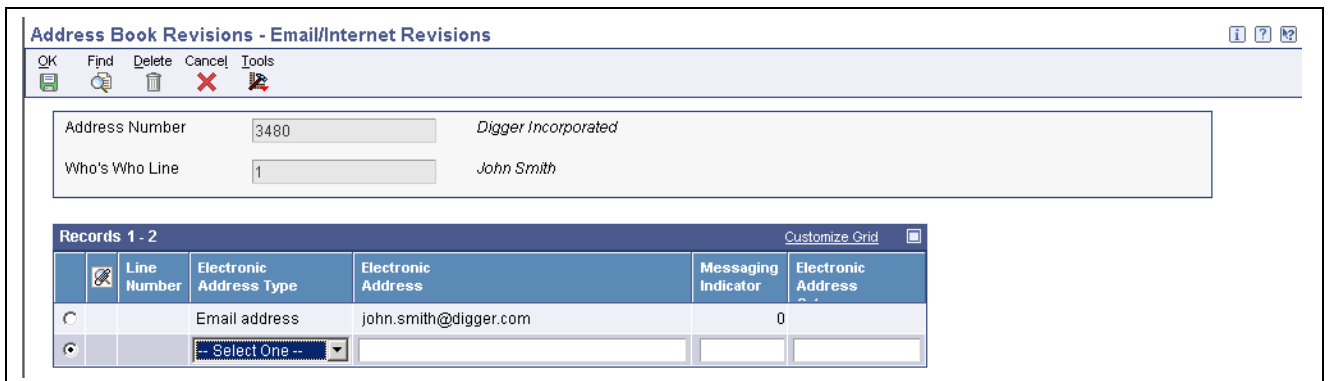 Address Book Revisions - Email/Internet Revisions
OK Find Delete Cancel Tools
Address Number 3480 Digger Incorporated
Who's Who Line 1 John Smith
Records 1 - 2 Customize Grid
Line Number Electronic Address Type Electronic Address Messaging Indicator Electronic Address
Email address john.smith@digger.com 0
-- Select One --